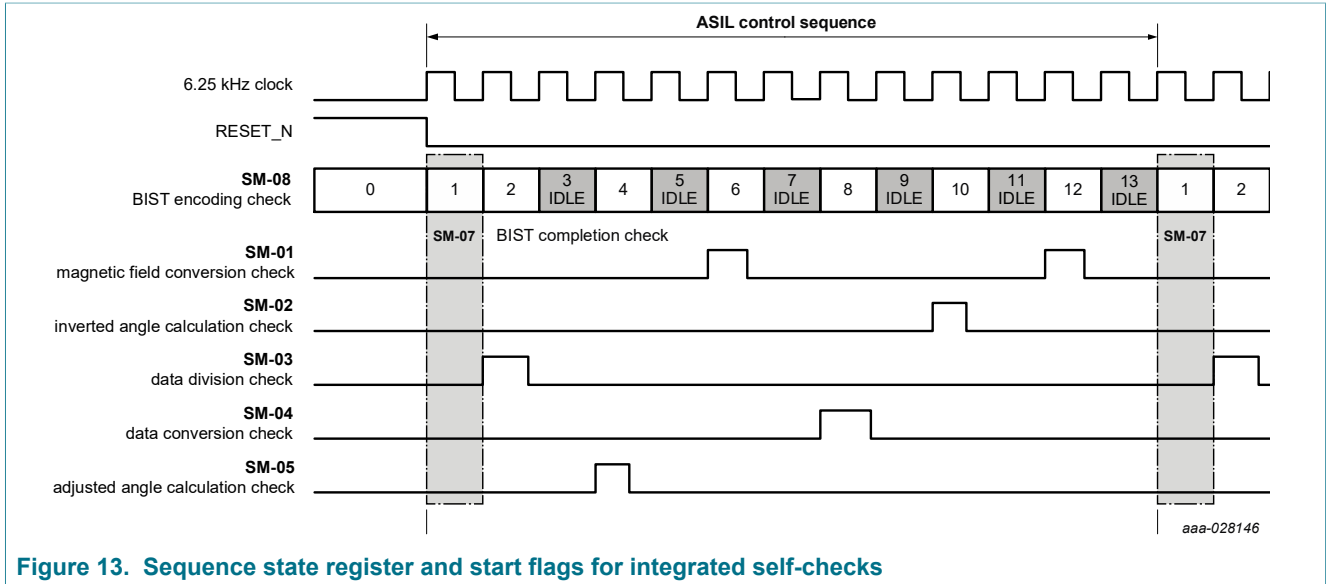 ASIL control sequence
6.25 kHz clock
RESET_N
SM-08
BIST encoding check
0 1 2 3 IDLE 4 5 IDLE 6 7 IDLE 8 9 IDLE 10 11 IDLE 12 13 IDLE 1 2
SM-07 BIST completion check SM-07
SM-01
magnetic field conversion check
SM-02
inverted angle calculation check
SM-03
data division check
SM-04
data conversion check
SM-05
adjusted angle calculation check
aaa-028146
Figure 13. Sequence state register and start flags for integrated self-checks